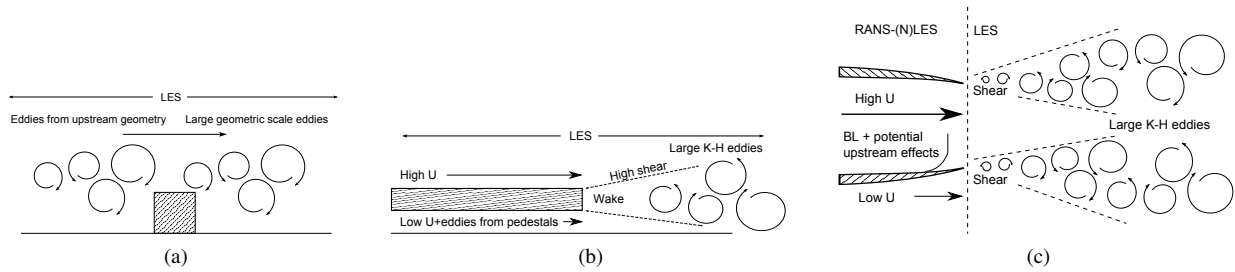 LES
Eddies from upstream geometry
Large geometric scale eddies
(a)
LES
Large K-H eddies
High U
High shear
Wake
Low U+eddies from pedestals
(b)
RANS-(N)LES
LES
Shear
High U
Large K-H eddies
BL + potential
upstream effects
Shear
Low U
(c)